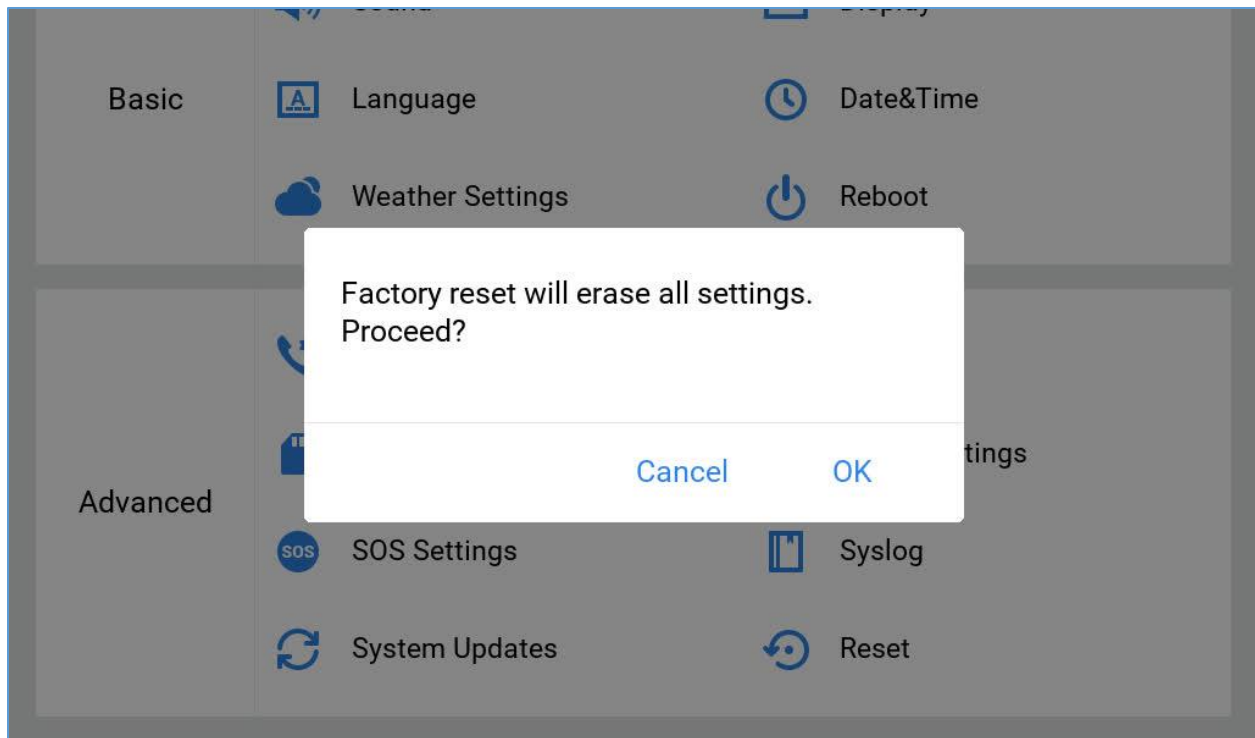 Basic
Language
Date&Time
Weather Settings
Reboot
Factory reset will erase all settings.
Proceed?
Cancel
OK
tings
Advanced
SOS
SOS Settings
Syslog
System Updates
Reset